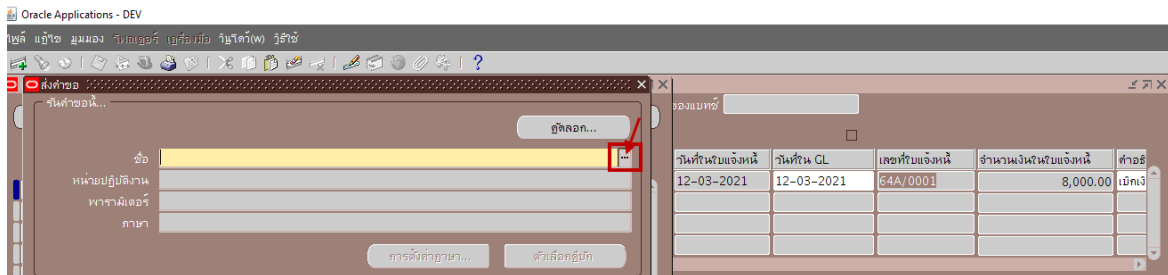 Oracle Applications - DEV
ไฟล์ แก้ไข มุมมอง โฟลเดอร์ เครื่องมือ วินโดว์(W) วิธีใช้
ส่งคำขอ
รันคำขอนี้...
คัดลอก...
ชื่อ
หน่วยปฏิบัติงาน
พารามิเตอร์
ภาษา
การตั้งค่าภาษา...
ตัวเลือกดีบัก
ของแบทช์
วันที่ในใบแจ้งหนี้ วันที่ใน GL เลขที่ใบแจ้งหนี้ จำนวนเงินในใบแจ้งหนี้ คำอธิ
12-03-2021 12-03-2021 64A/0001 8,000.00 เบิกเงิ